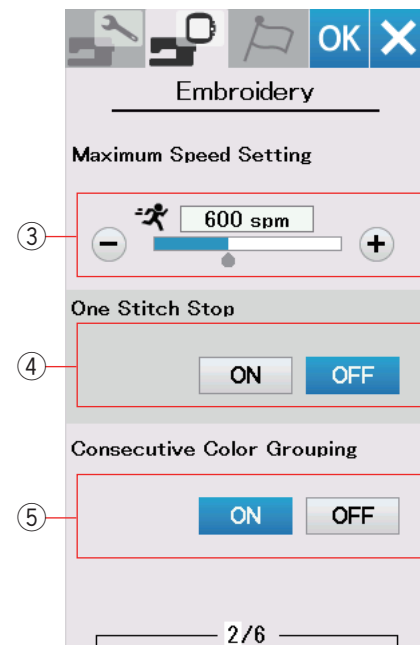 OK
Embroidery
Maximum Speed Setting
③
600 spm
One Stitch Stop
④
ON OFF
Consecutive Color Grouping
⑤
ON OFF
2/6